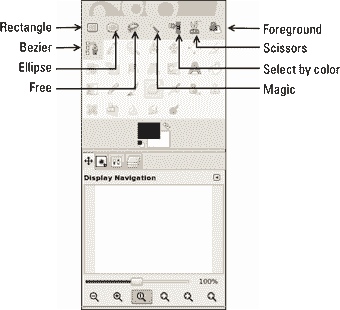 Rectangle
Foreground
Bezier
Scissors
Ellipse
Select by color
Free
Magic
Display Navigation
100%